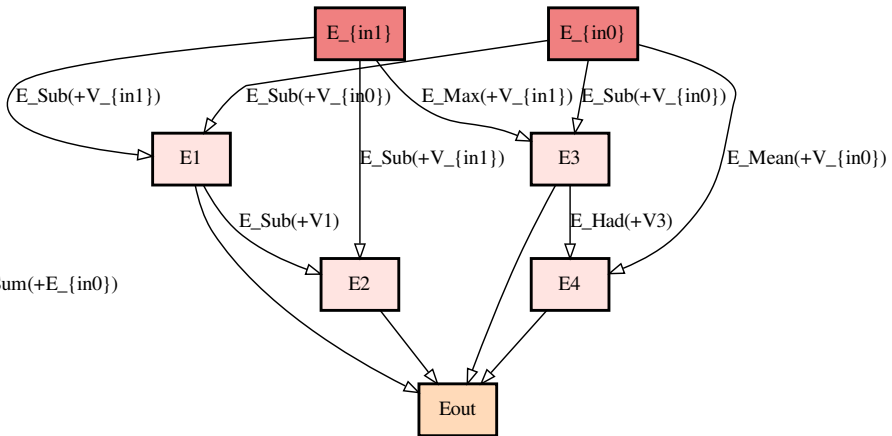 E_{in1}
E_{in0}
E_Sub(+V_{in1})
E_Sub(+V_{in0})
E_Max(+V_{in1})
E_Sub(+V_{in0})
E1
E_Sub(+V_{in1})
E3
E_Mean(+V_{in0})
E_Sub(+V1)
E_Had(+V3)
um(+E_{in0})
E2
E4
Eout